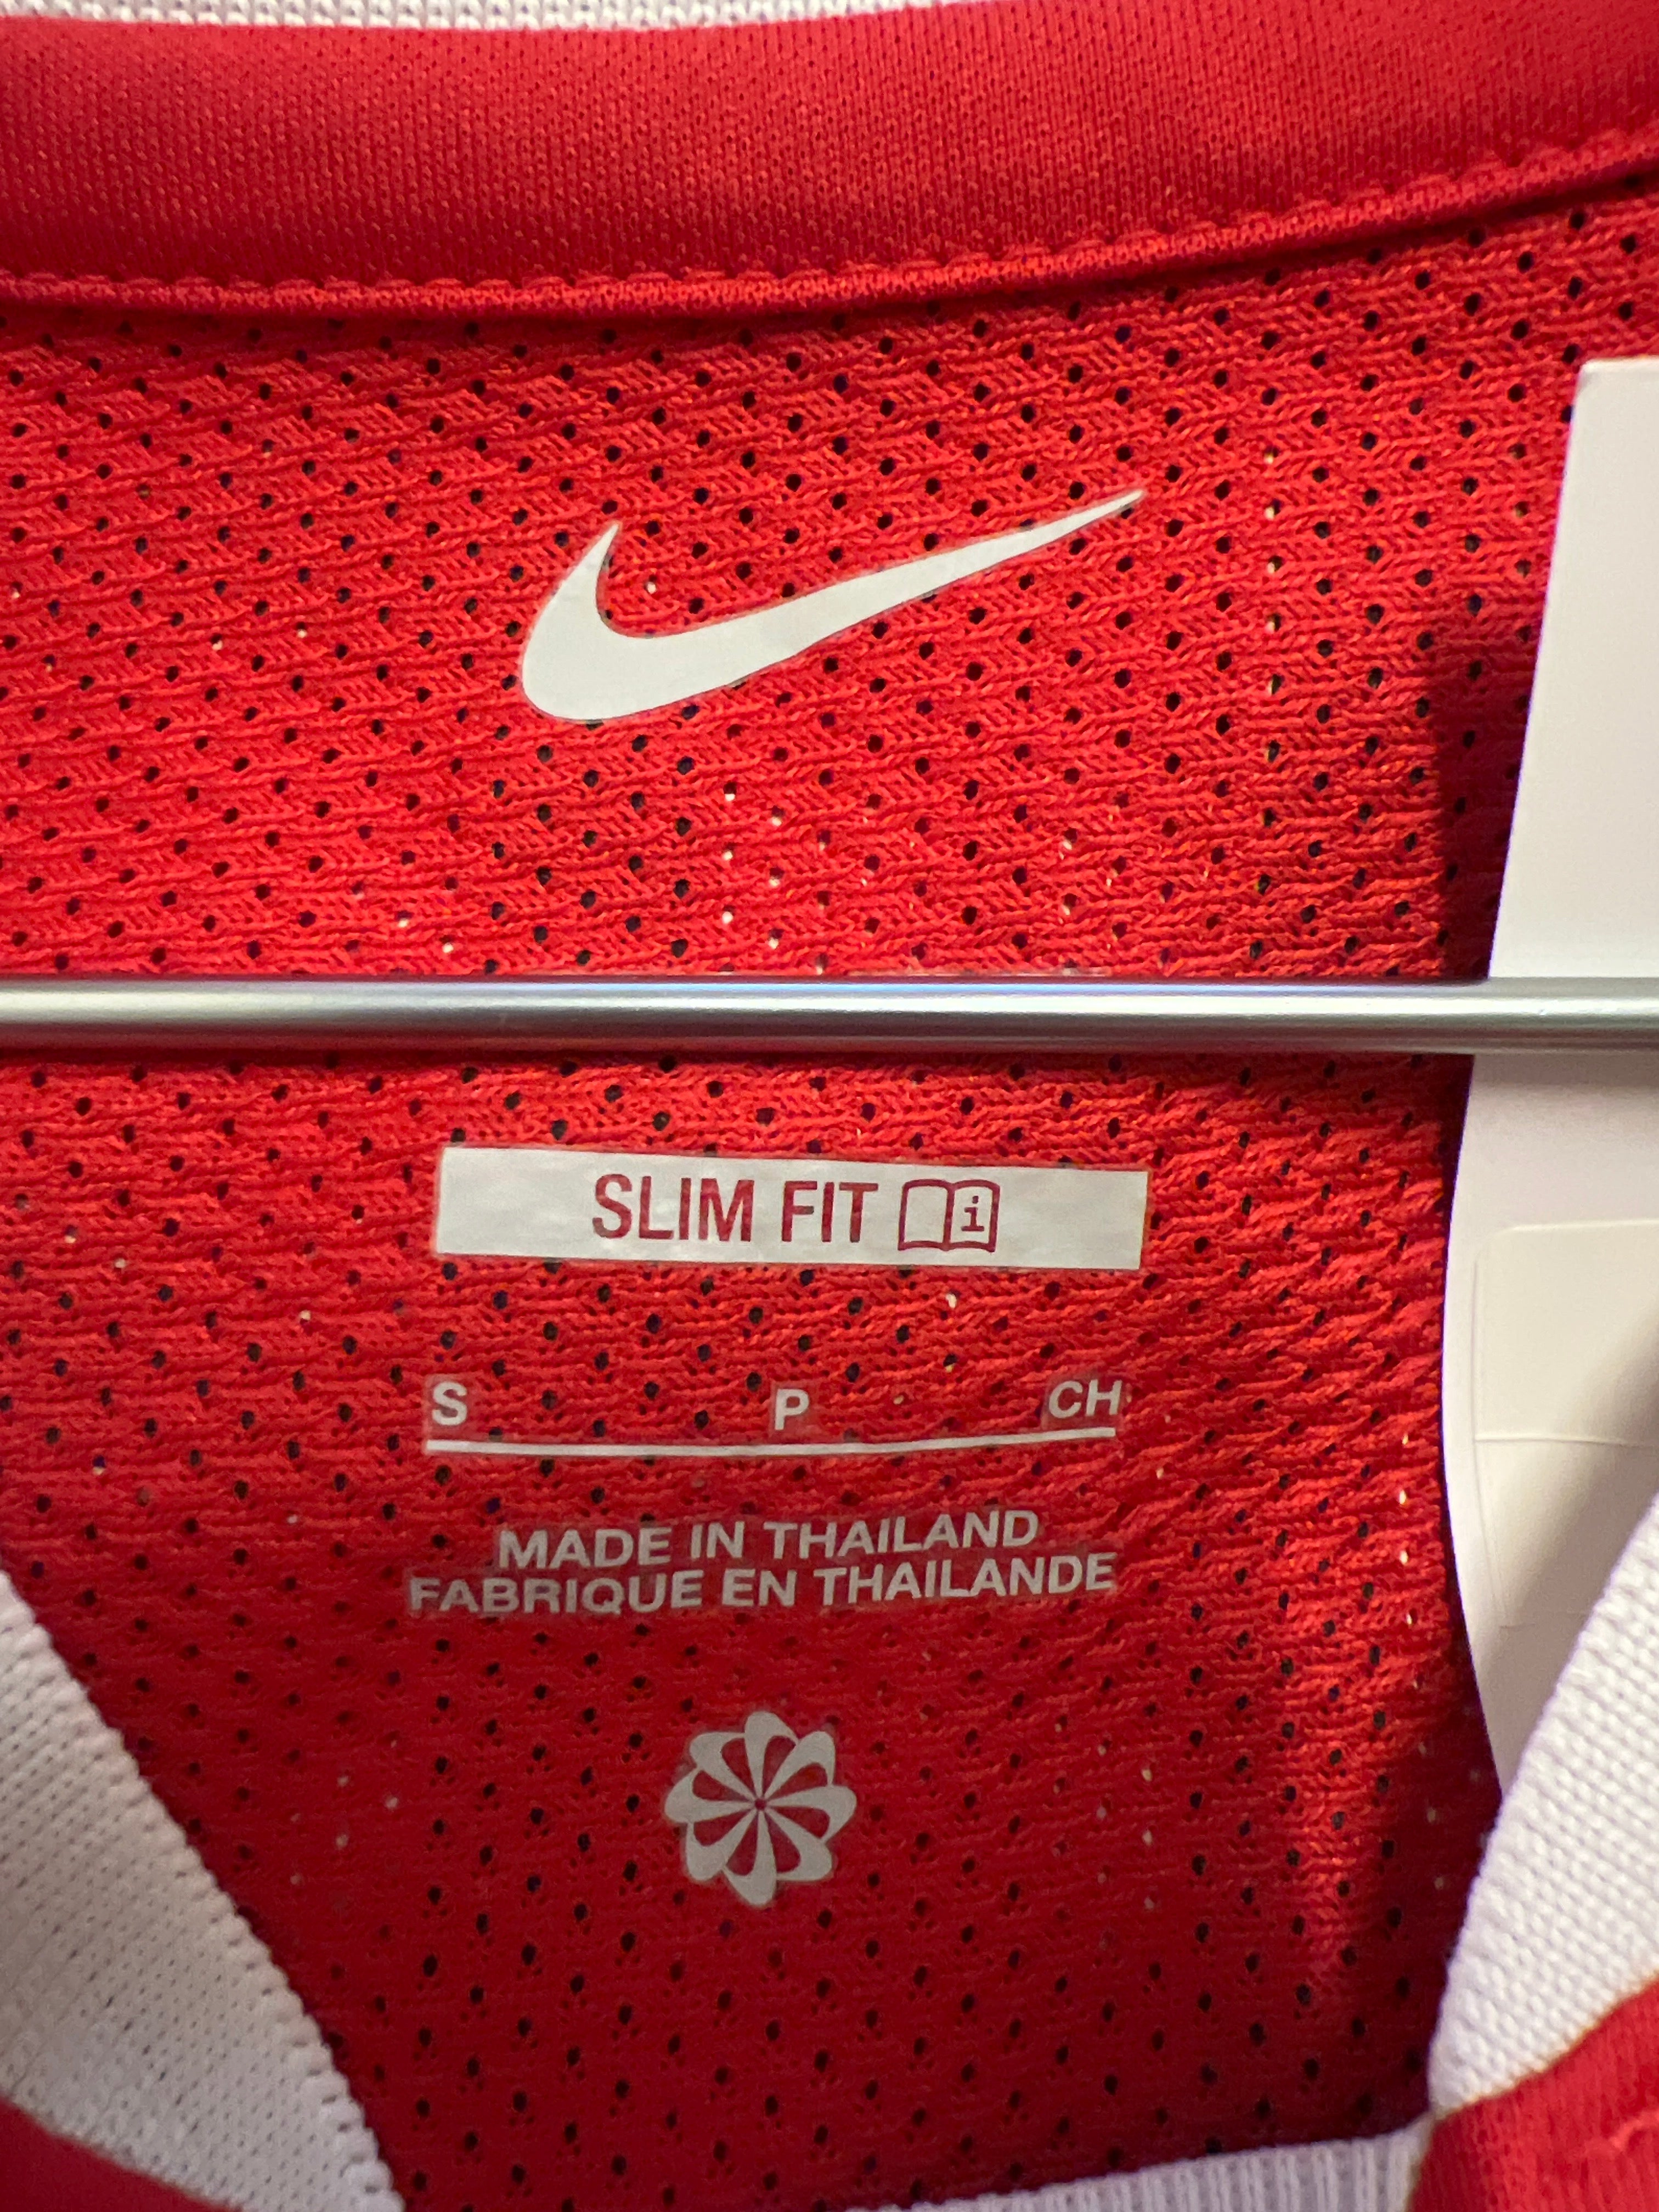 SLIM FIT i
S P CH
MADE IN THAILAND
FABRIQUE EN THAILANDE